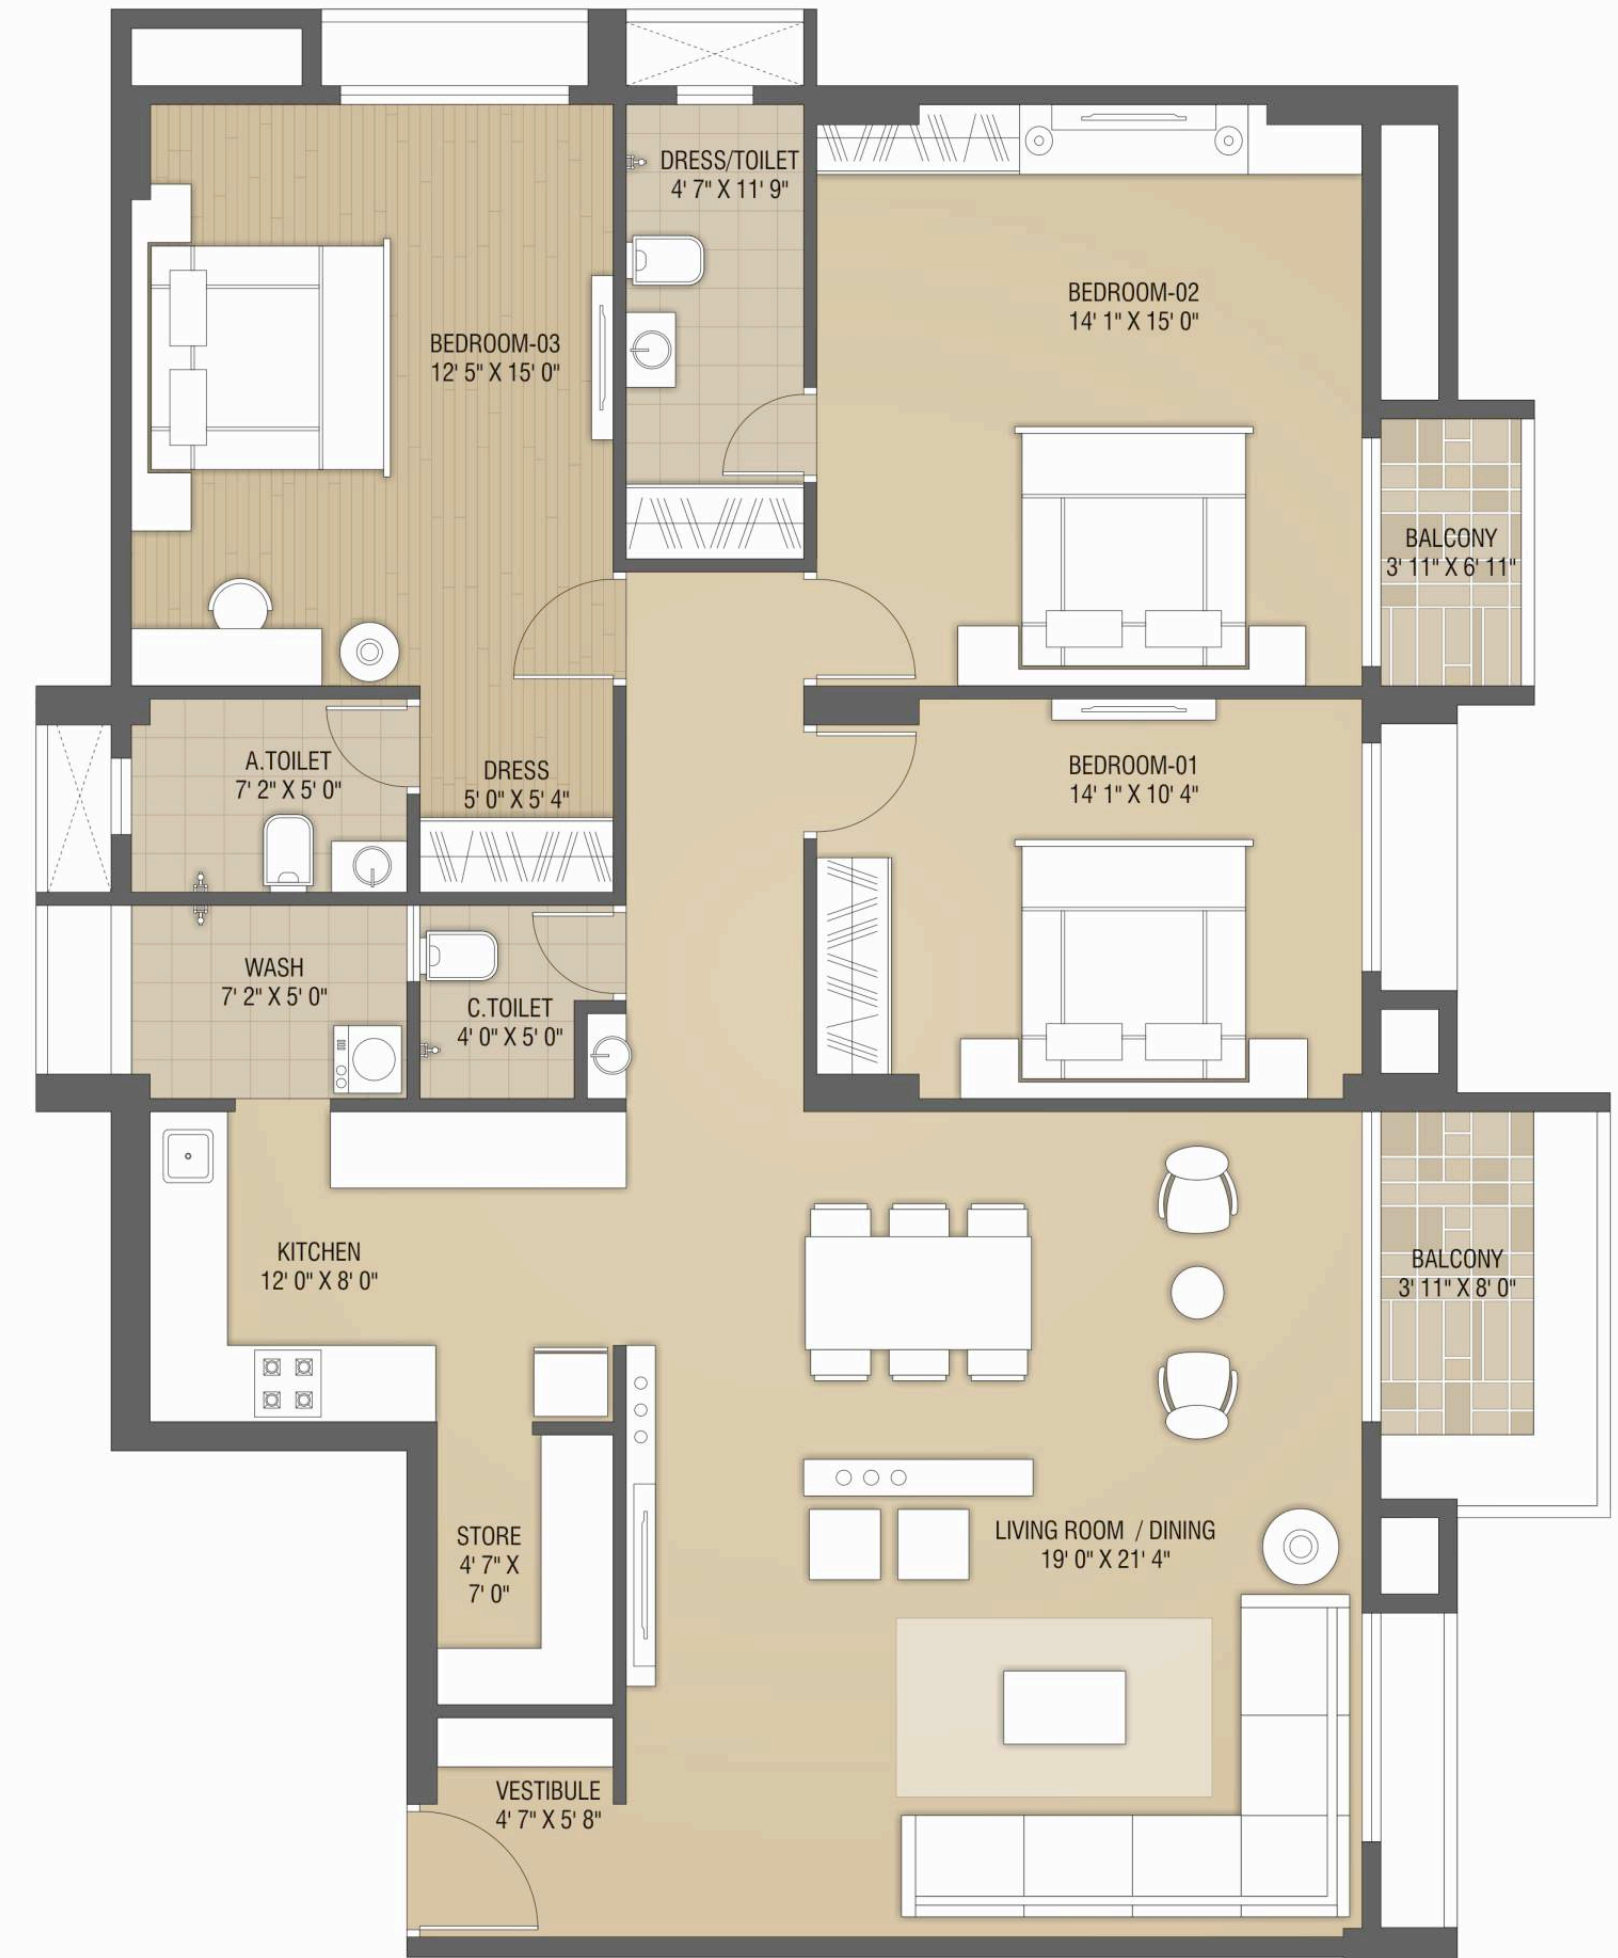 DRESS/TOILET
4' 7" X 11' 9"
BEDROOM-02
14' 1" X 15' 0"
BEDROOM-03
12' 5" X 15' 0"
BALCONY
3' 11" X 6' 11"
A.TOILET
7' 2" X 5' 0"
DRESS
5' 0" X 5' 4"
BEDROOM-01
14' 1" X 10' 4"
WASH
7' 2" X 5' 0"
C.TOILET
4' 0" X 5' 0"
KITCHEN
12' 0" X 8' 0"
BALCONY
3' 11" X 8' 0"
STORE
4' 7" X
7' 0"
LIVING ROOM / DINING
19' 0" X 21' 4"
VESTIBULE
4' 7" X 5' 8"